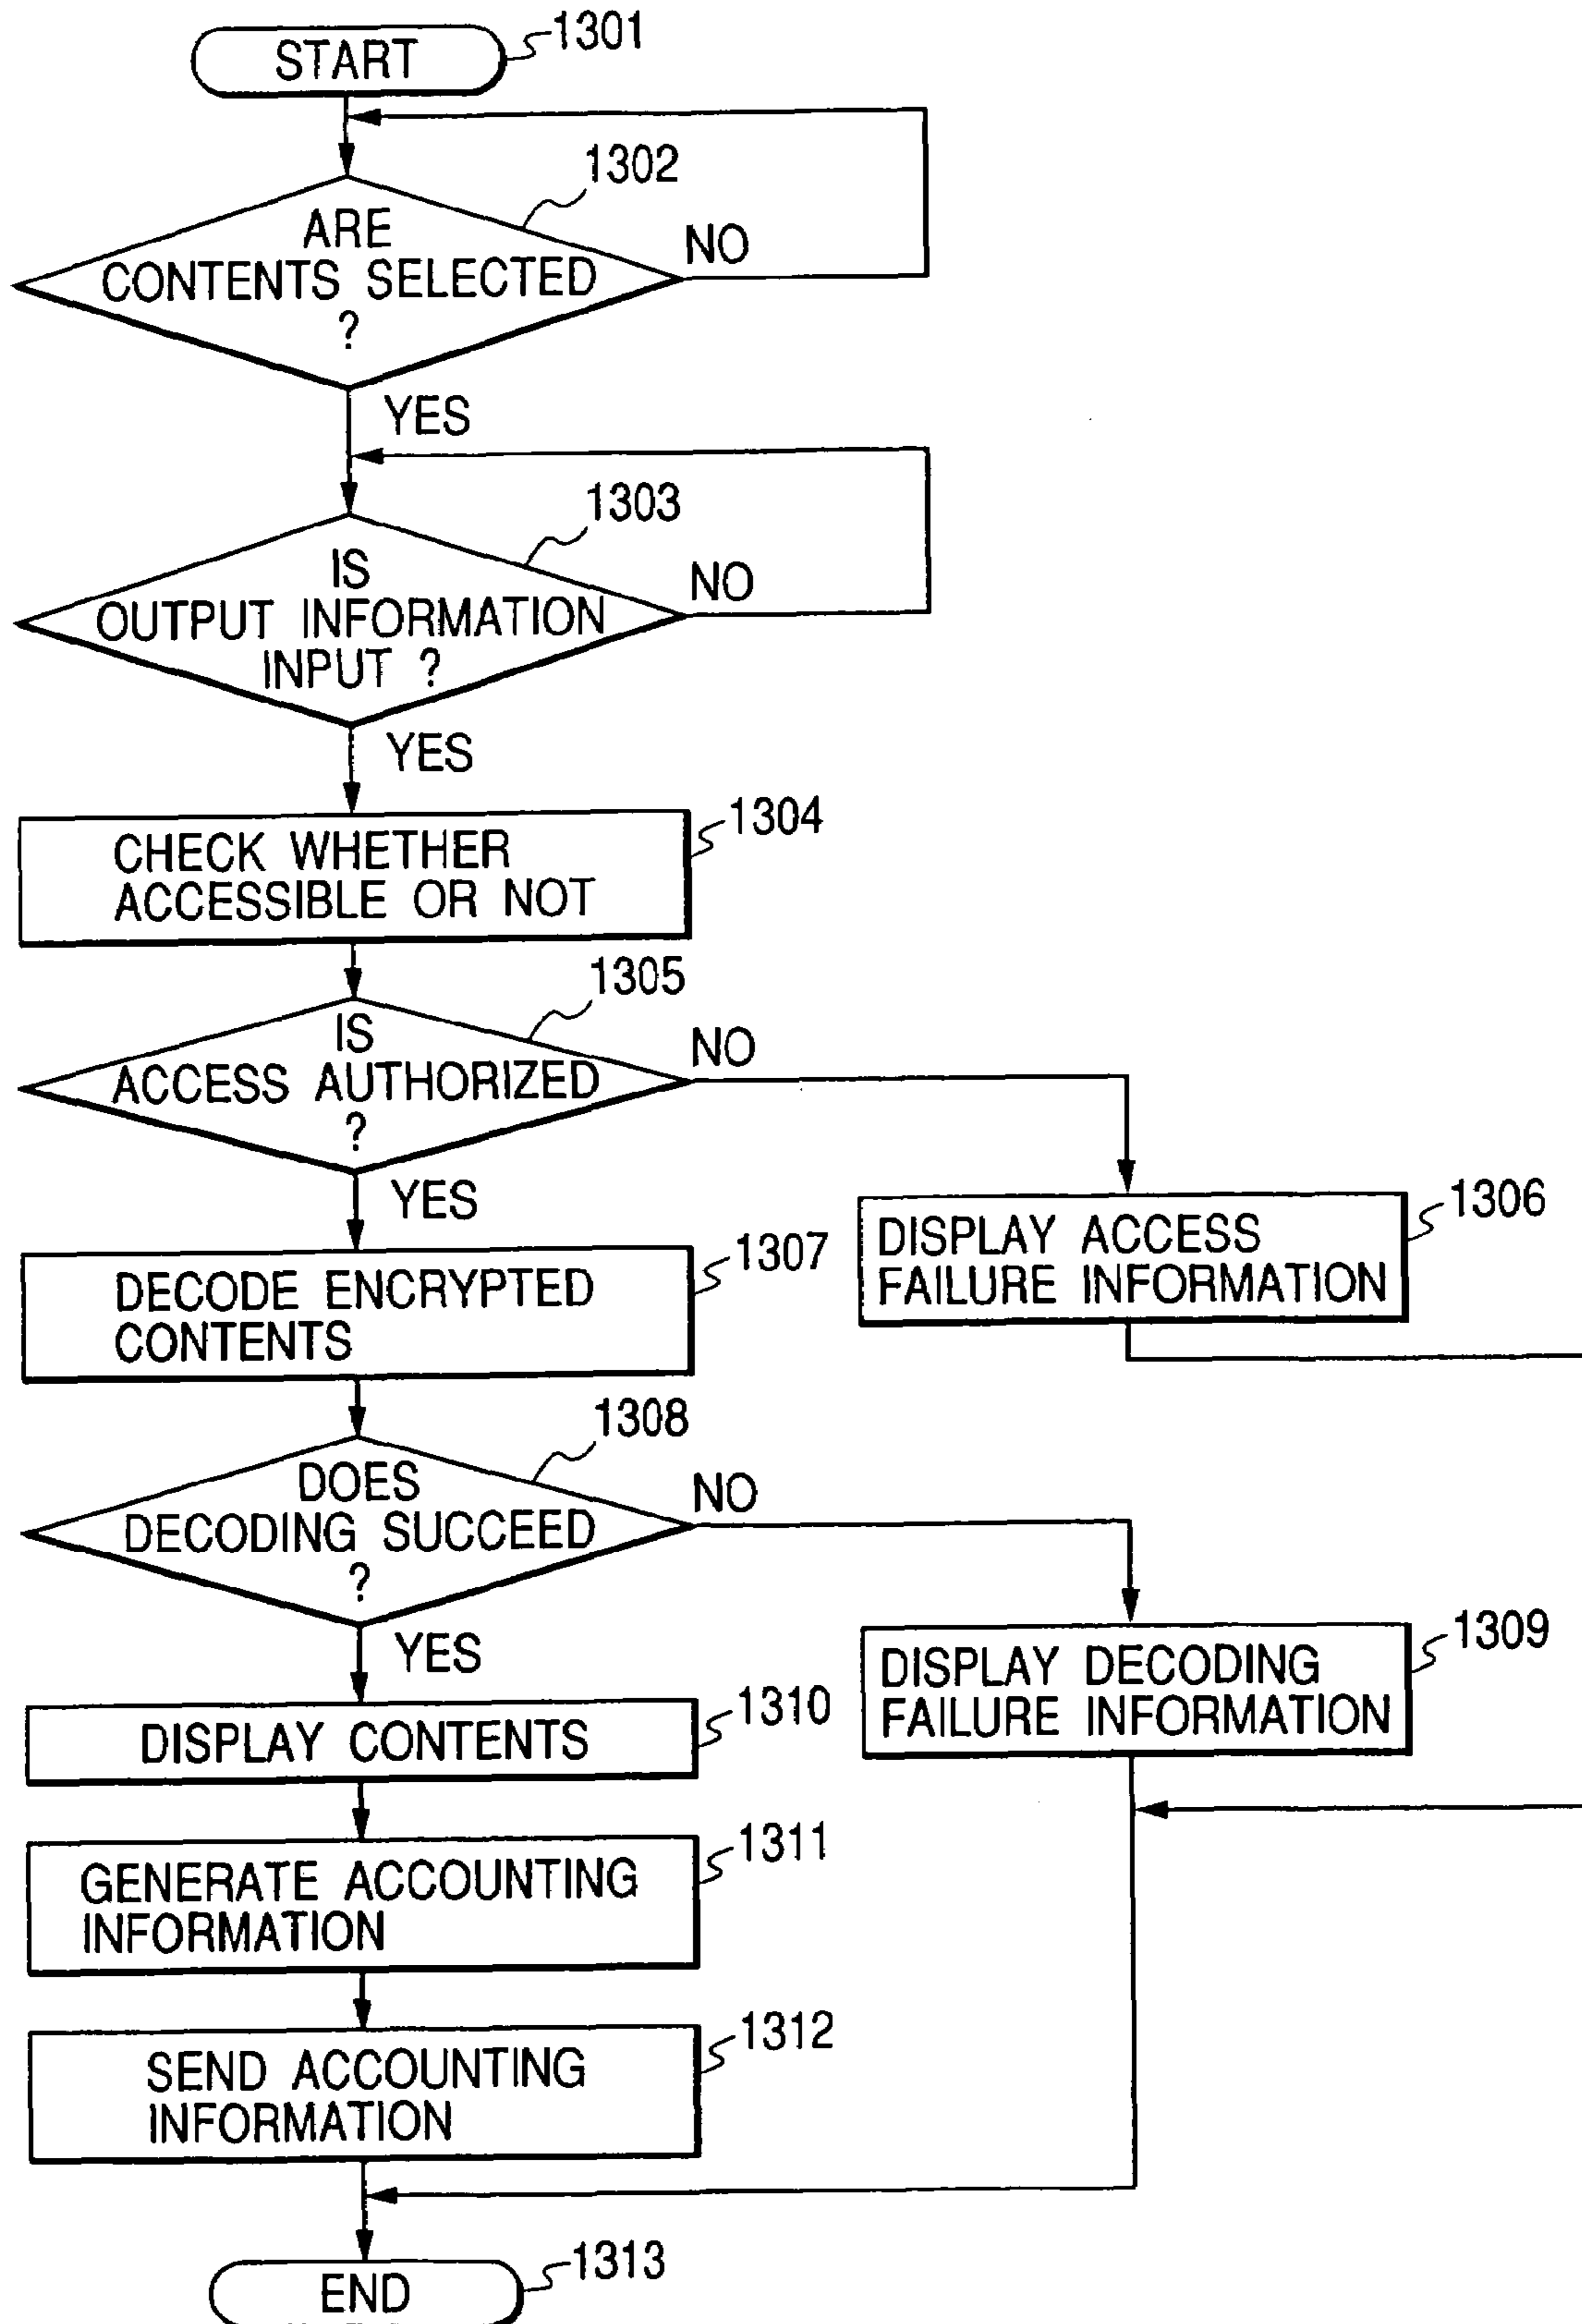 START
1301
1302
ARE
CONTENTS SELECTED
?
NO
YES
1303
IS
OUTPUT INFORMATION
INPUT ?
NO
YES
1304
CHECK WHETHER
ACCESSIBLE OR NOT
1305
IS
ACCESS AUTHORIZED
?
NO
YES
1306
DISPLAY ACCESS
FAILURE INFORMATION
1307
DECODE ENCRYPTED
CONTENTS
1308
DOES
DECODING SUCCEED
?
NO
YES
1309
DISPLAY DECODING
FAILURE INFORMATION
1310
DISPLAY CONTENTS
1311
GENERATE ACCOUNTING
INFORMATION
1312
SEND ACCOUNTING
INFORMATION
1313
END